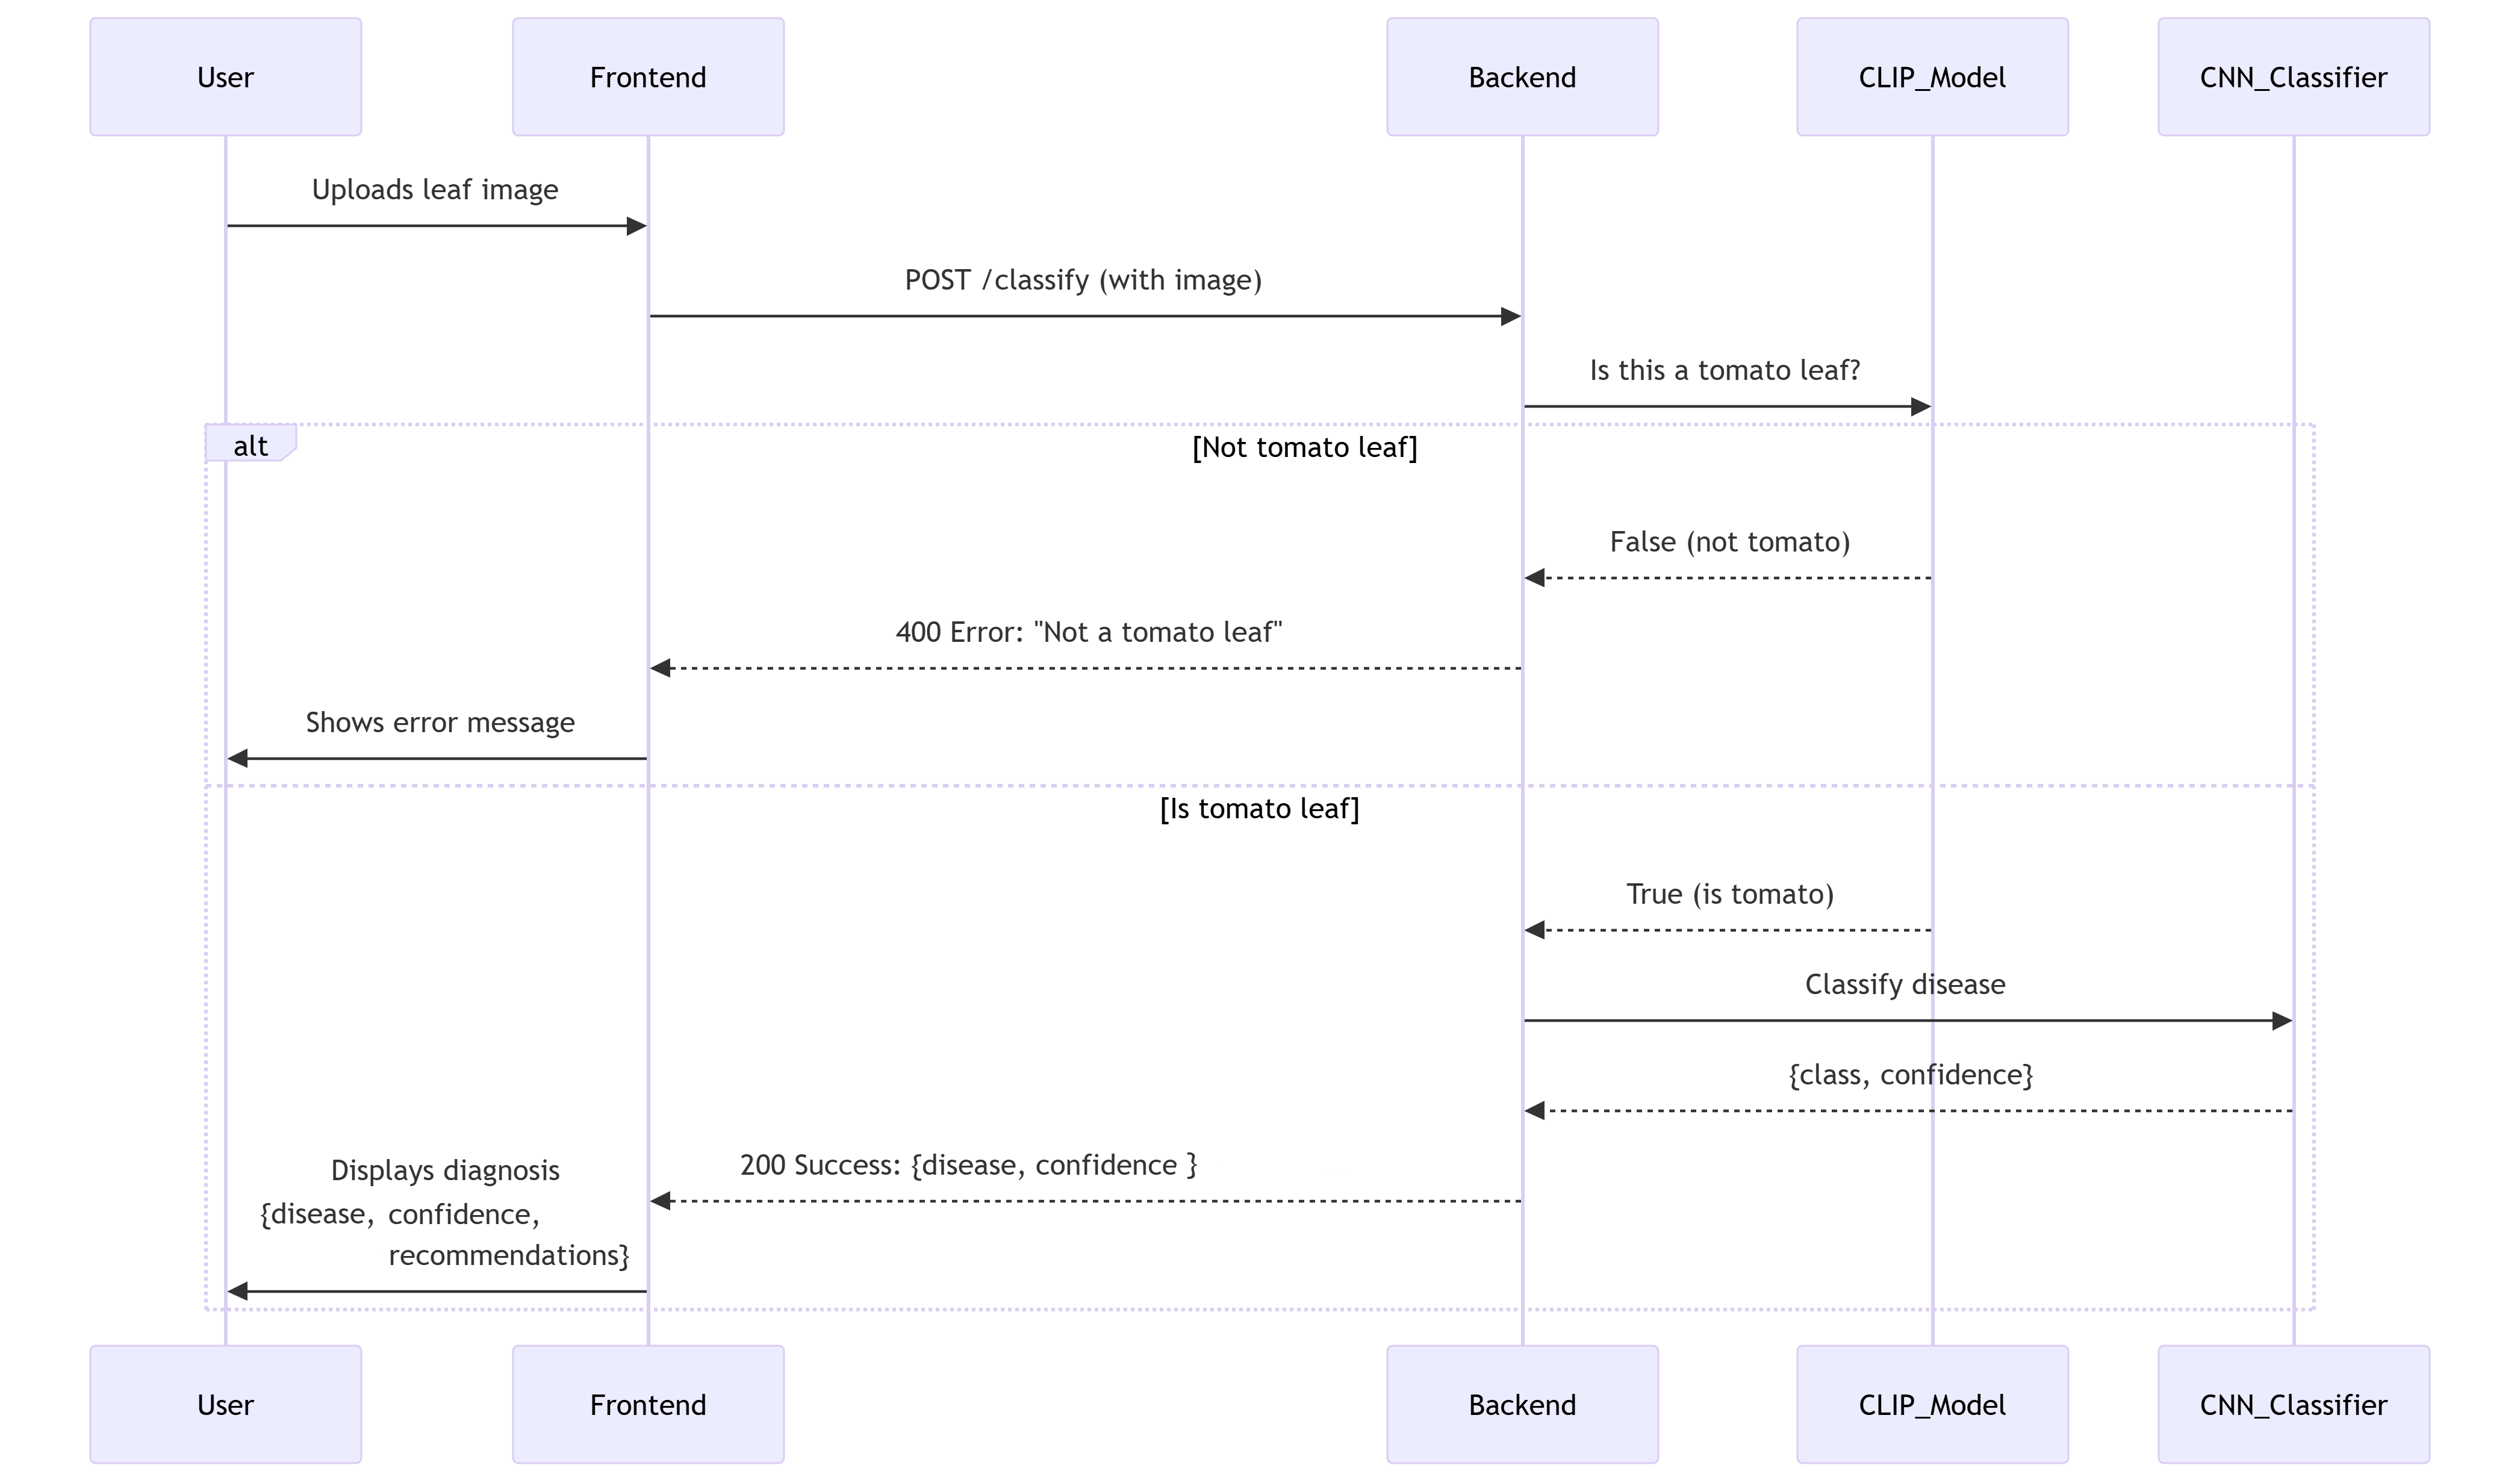 User
Frontend
Backend
CLIP_Model
CNN_Classifier
Uploads leaf image
POST /classify (with image)
Is this a tomato leaf?
alt
[Not tomato leaf]
False (not tomato)
400 Error: "Not a tomato leaf"
Shows error message
[Is tomato leaf]
True (is tomato)
Classify disease
{class, confidence}
200 Success: {disease, confidence }
Displays diagnosis
{disease, confidence,
recommendations}
User
Frontend
Backend
CLIP_Model
CNN_Classifier